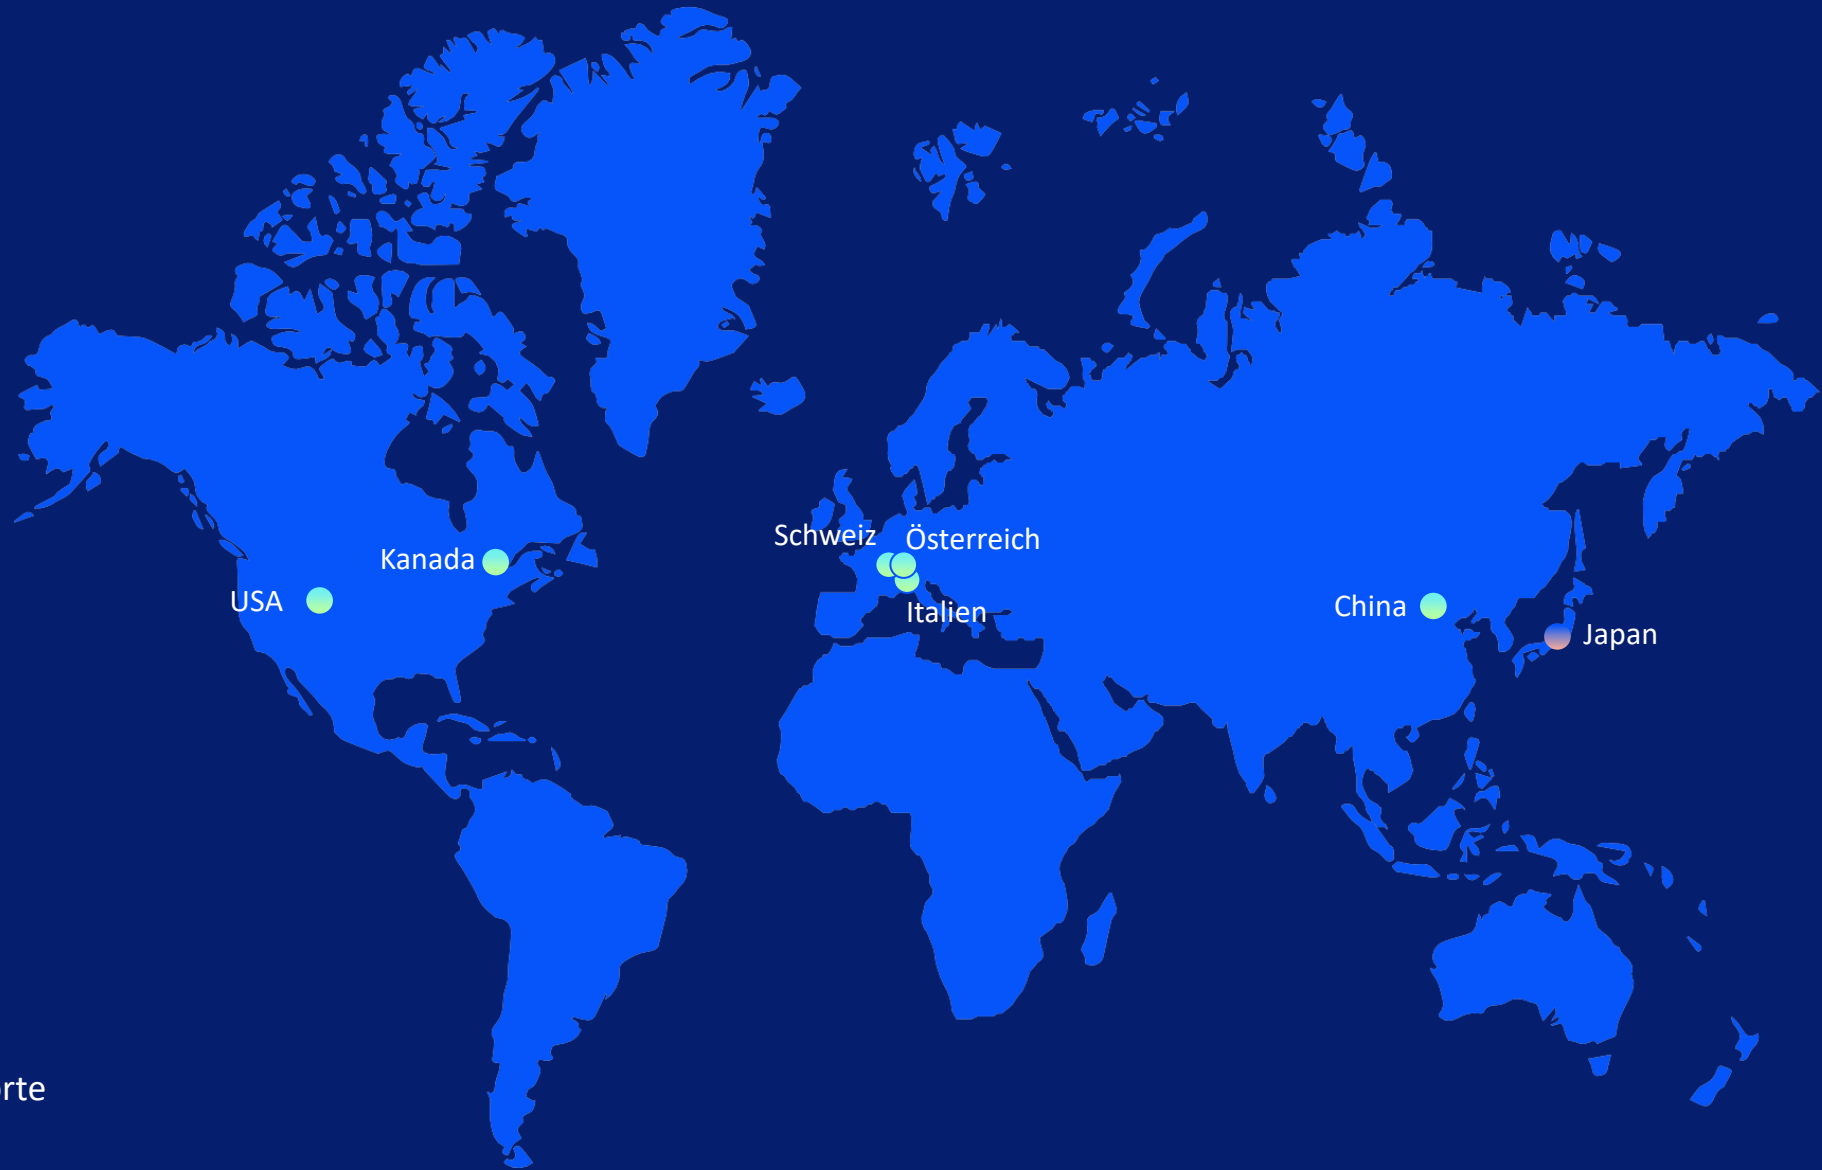 Schweiz
Österreich
Kanada
USA
Italien
China
Japan
rte